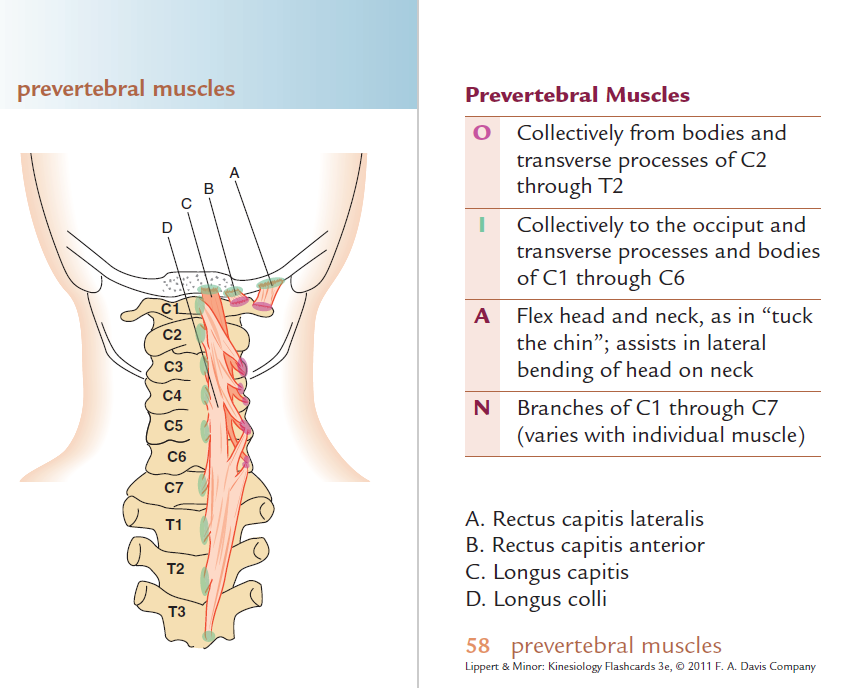 prevertebral muscles
A
B
C
D
C1
C2
C3
C4
C5
C6
C7
T1
T2
T3
Prevertebral Muscles
O Collectively from bodies and
transverse processes of C2
through T2
I Collectively to the occiput and
transverse processes and bodies
of C1 through C6
A Flex head and neck, as in “tuck
the chin”; assists in lateral
bending of head on neck
N Branches of C1 through C7
(varies with individual muscle)
A. Rectus capitis lateralis
B. Rectus capitis anterior
C. Longus capitis
D. Longus colli
58 prevertebral muscles
Lippert & Minor: Kinesiology Flashcards 3e, © 2011 F. A. Davis Company